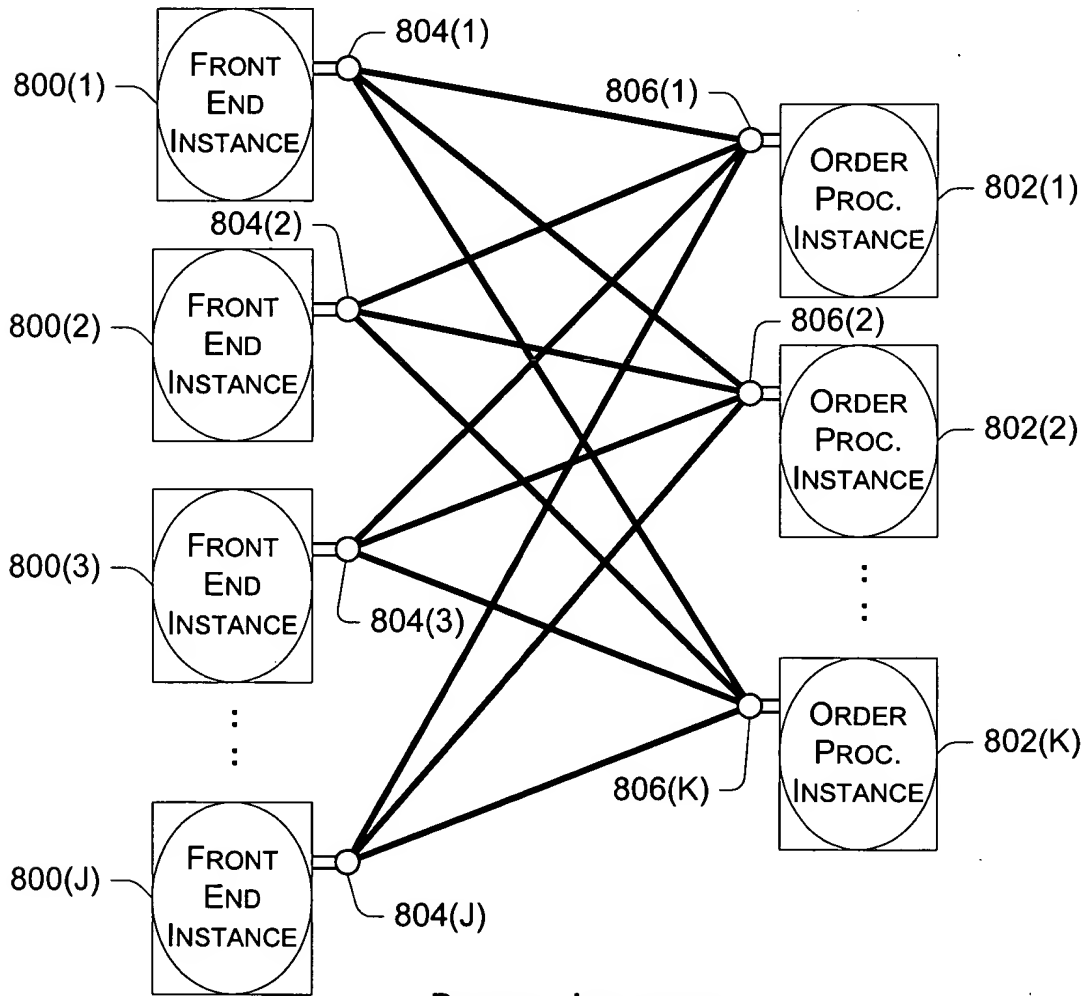 804(1)
800(1)
FRONT
END
INSTANCE
806(1)
ORDER
PROC.
INSTANCE
802(1)
804(2)
800(2)
FRONT
END
INSTANCE
806(2)
ORDER
PROC.
INSTANCE
802(2)
800(3)
FRONT
END
INSTANCE
804(3)
806(K)
ORDER
PROC.
INSTANCE
802(K)
800(J)
FRONT
END
INSTANCE
804(J)